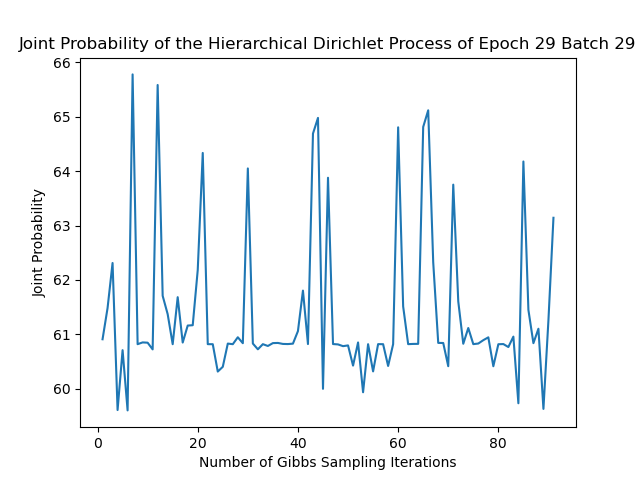 Joint Probability of the Hierarchical Dirichlet Process of Epoch 29 Batch 29
66
65
64
63
62
61
60
Joint Probability
0 20 40 60 80
Number of Gibbs Sampling Iterations